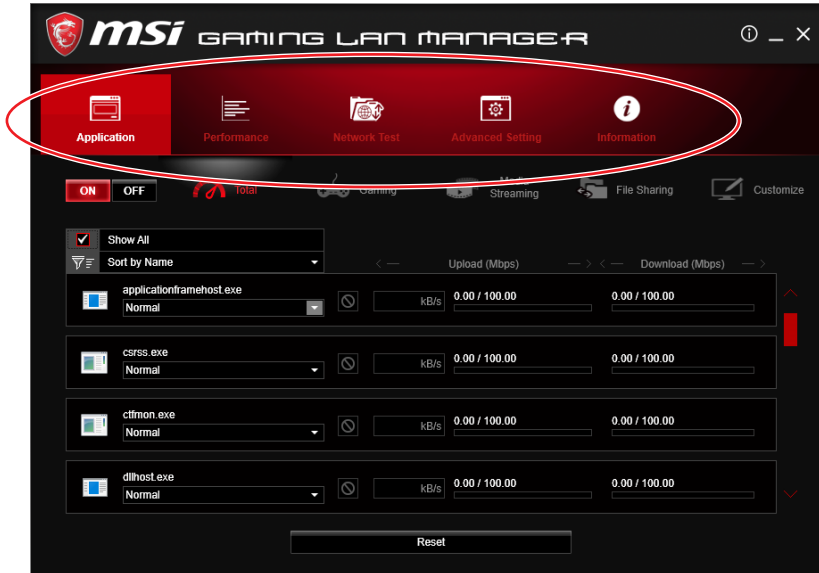 msi GAMING LAN MANAGER
Application Performance Network Test Advanced Setting Information
ON OFF Total Gaming Media Streaming File Sharing Customize
Show All
Sort by Name Upload (Mbps) Download (Mbps)
applicationframehost.exe
Normal kB/s 0.00 / 100.00 0.00 / 100.00
csrss.exe
Normal kB/s 0.00 / 100.00 0.00 / 100.00
ctfmon.exe
Normal kB/s 0.00 / 100.00 0.00 / 100.00
dllhost.exe
Normal kB/s 0.00 / 100.00 0.00 / 100.00
Reset